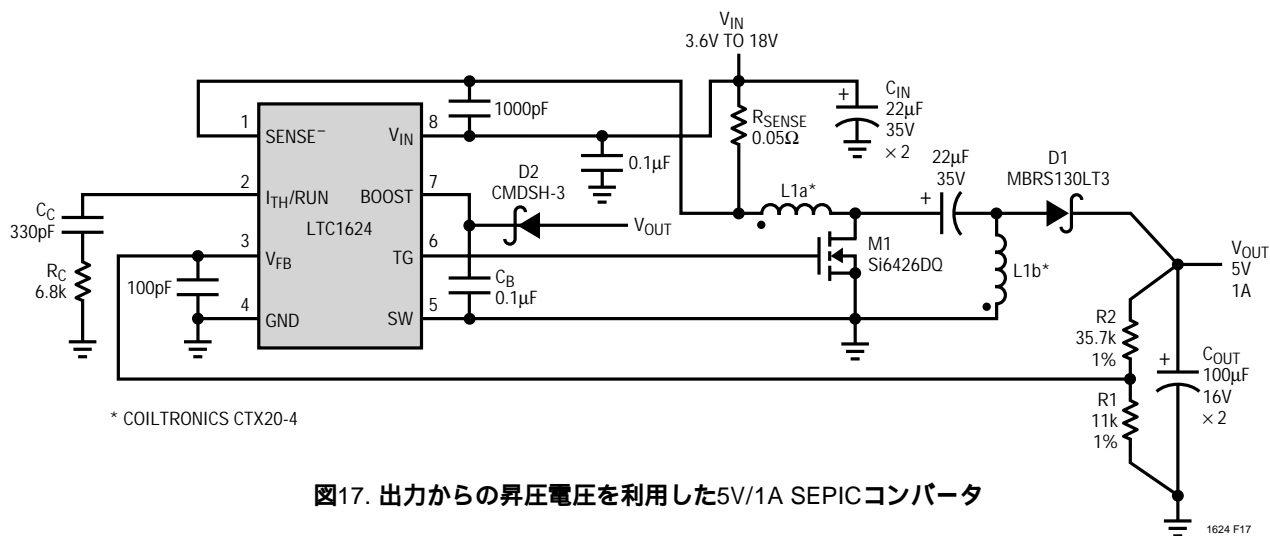 V_IN
3.6V TO 18V
1000pF
R_SENSE
0.05Ω
+
C_IN
22µF
35V
× 2
1
SENSE⁻
V_IN
8
0.1µF
22µF
35V
+
D1
MBRS130LT3
2
I_TH/RUN
BOOST
7
D2
CMDSH-3
V_OUT
L1a*
LTC1624
C_C
330pF
R_C
6.8k
3
V_FB
TG
6
M1
Si6426DQ
L1b*
V_OUT
5V
1A
100pF
C_B
0.1µF
4
GND
SW
5
R2
35.7k
1%
+
C_OUT
100µF
16V
× 2
R1
11k
1%
* COILTRONICS CTX20-4
図17. 出力からの昇圧電圧を利用した5V/1A SEPICコンバータ
1624 F17